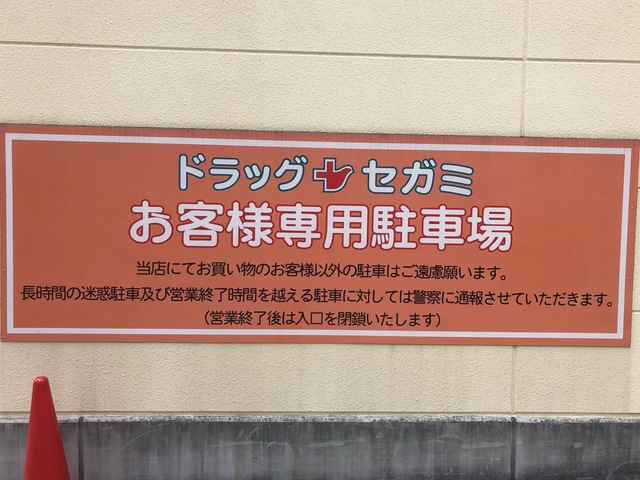 ドラッグ セガミ
お客様専用駐車場
当店にてお買い物のお客様以外の駐車はご遠慮願います。
長時間の迷惑駐車及び営業終了時間を越える駐車に対しては警察に通報させていただきます。
（営業終了後は入口を閉鎖いたします）